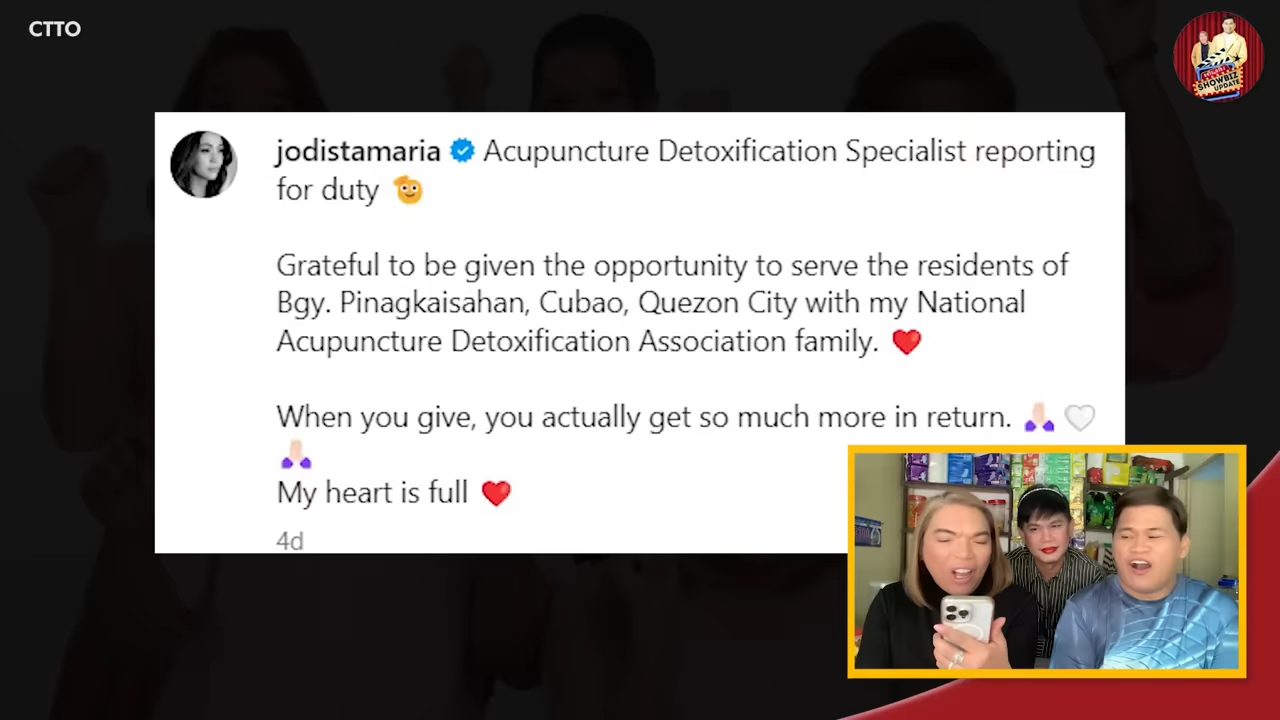 CTTO
SHOWBIZ
UPDATE
jodistamaria Acupuncture Detoxification Specialist reporting
for duty 🫡
Grateful to be given the opportunity to serve the residents of
Bgy. Pinagkaisahan, Cubao, Quezon City with my National
Acupuncture Detoxification Association family. ❤️
When you give, you actually get so much more in return. 🙏🏻🤍
🙏🏻
My heart is full ❤️
4d